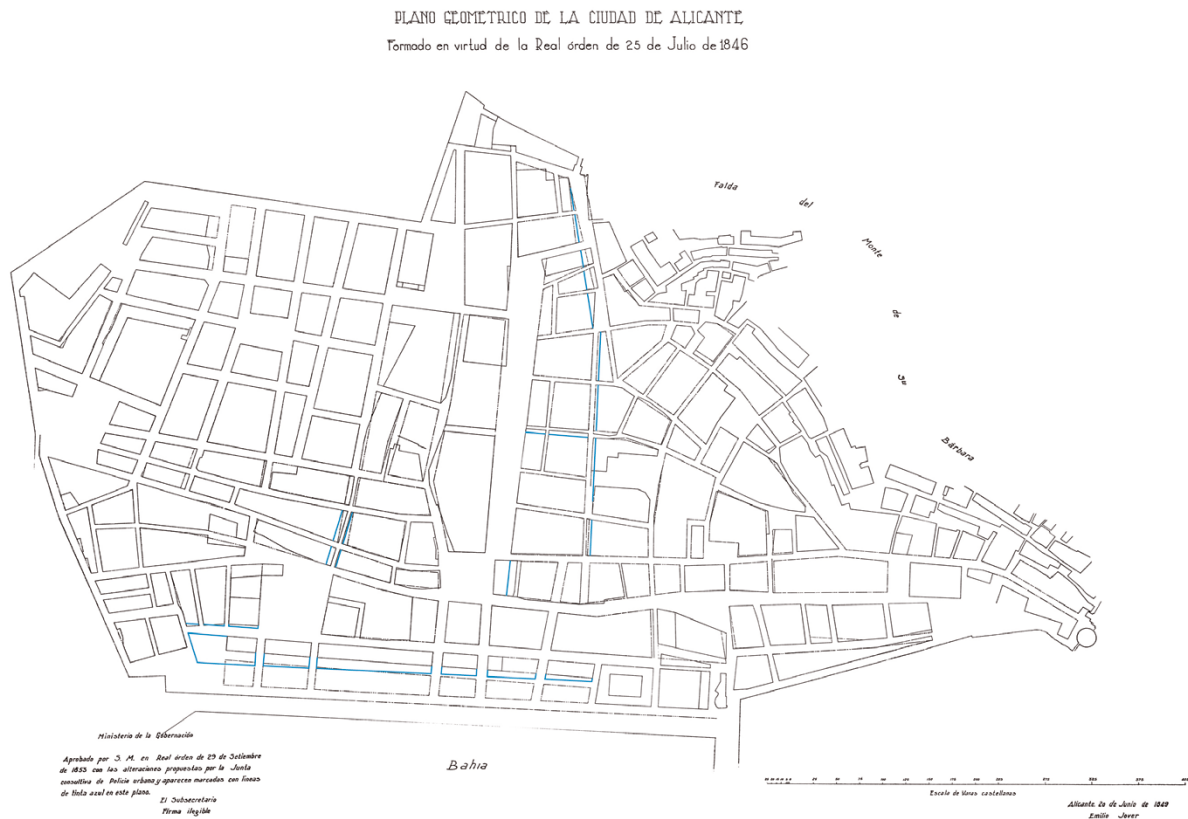 PLANO GEOMETRICO DE LA CIUDAD DE ALICANTE
Formado en virtud de la Real órden de 25 de Julio de 1846
Falda
del
Monte
de
Sta
Bárbara
Bahia
Ministerio de la Gobernación
Aprobado por S. M. en Real órden de 29 de Setiembre
de 1853 con las alteraciones propuestas por la Junta
consultiva de Policia urbana y aparecen marcadas con lineas
de tinta azul en este plano.
El Subsecretario
Firma ilegible
Escala de Varas castellanas
Alicante 20 de Junio de 1849
Emilio Jover